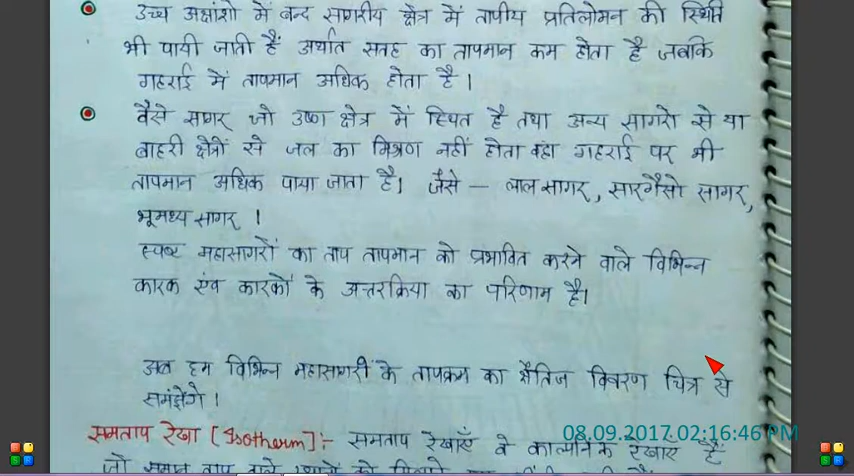 उच्च अक्षांशो में बन्द सागरीय क्षेत्र में तापीय प्रतिलोमन की स्थिति
भी पायी जाती हैं अर्थात सतह का तापमान कम होता है जबकि
गहराई में तापमान अधिक होता है।
वैसे सागर जो उष्ण क्षेत्र में स्थित है तथा अन्य सागरो से या
बाहरी क्षेत्रों से जल का मिश्रण नहीं होता वहा गहराई पर भी
तापमान अधिक पाया जाता है। जैसे – लाल सागर, सारगैसो सागर,
भूमध्य सागर ।
स्पष्ट महासागरों का ताप तापमान को प्रभावित करने वाले विभिन्न
कारक एंव कारकों के अन्तरक्रिया का परिणाम है।
अब हम विभिन्न महासागरों के तापक्रम का क्षैतिज विवरण चित्र से
समंझेगे।
समताप रेखा [Isotherm]:- समताप रेखाएँ वे काल्पनिक रेखाएं हैं
08.09.2017 02:16:46 PM
जो समान ताप वाले